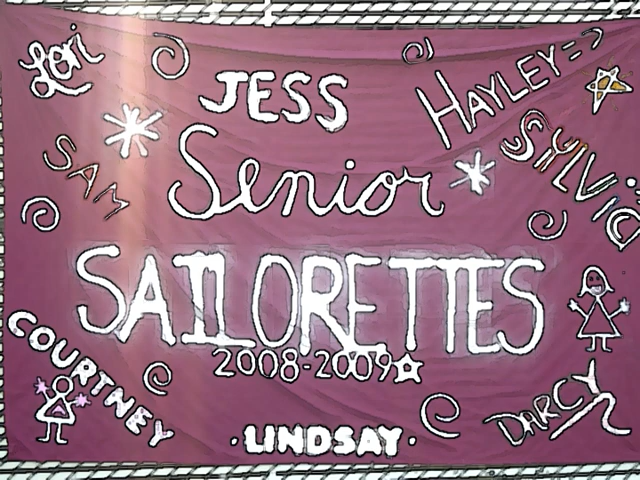 Lori
JESS
HAYLEY=)
SAM
Senior
SYLVIA
SAILORETTES
2008-2009
COURTNEY
DARCY
·LINDSAY·